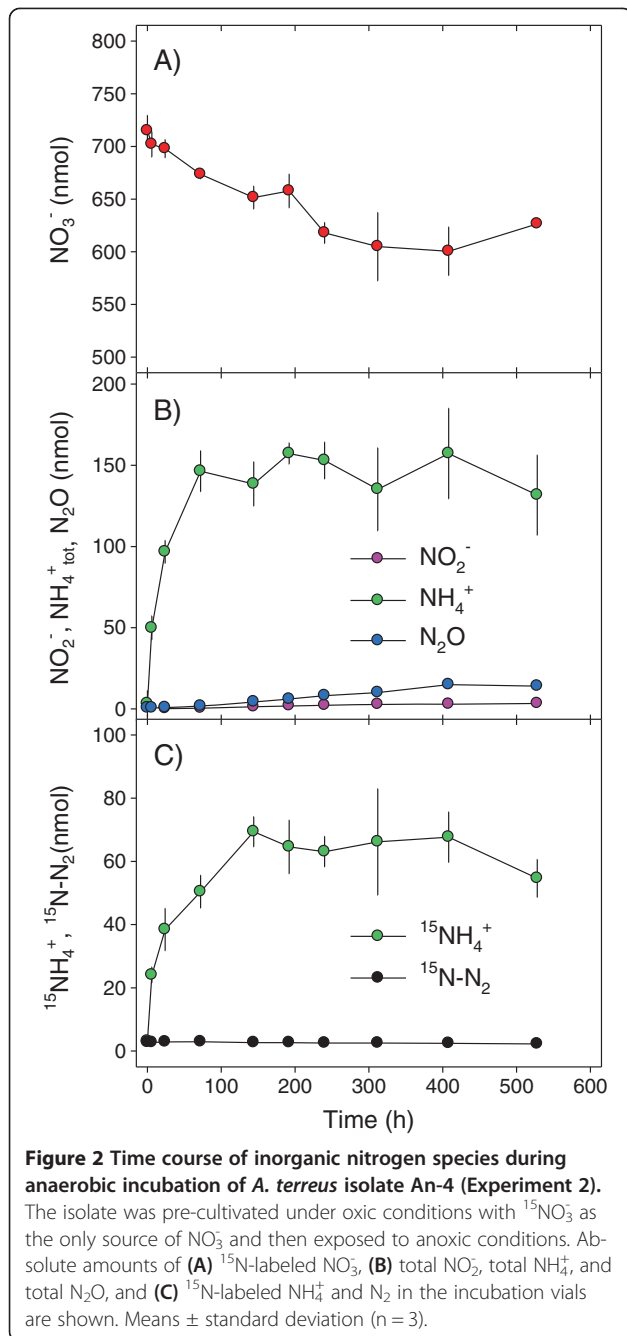 A)
800
750
700
650
600
550
500
NO₃⁻ (nmol)
B)
200
150
100
50
0
NO₂⁻, NH₄⁺ tot, N₂O (nmol)
NO₂⁻
NH₄⁺
N₂O
C)
100
80
60
40
20
0
¹⁵NH₄⁺, ¹⁵N-N₂(nmol)
¹⁵NH₄⁺
¹⁵N-N₂
0 100 200 300 400 500 600
Time (h)
Figure 2 Time course of inorganic nitrogen species during
anaerobic incubation of A. terreus isolate An-4 (Experiment 2).
The isolate was pre-cultivated under oxic conditions with ¹⁵NO₃⁻ as
the only source of NO₃⁻ and then exposed to anoxic conditions. Ab-
solute amounts of (A) ¹⁵N-labeled NO₃⁻, (B) total NO₂⁻, total NH₄⁺, and
total N₂O, and (C) ¹⁵N-labeled NH₄⁺ and N₂ in the incubation vials
are shown. Means ± standard deviation (n = 3).